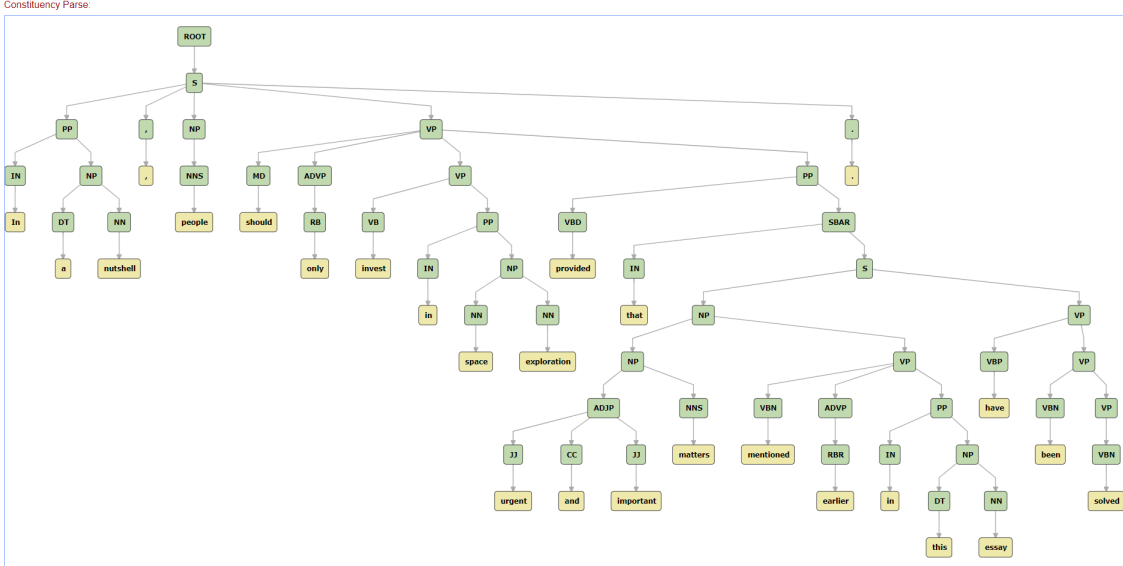 Constituency Parse:
ROOT
S
PP , NP VP .
IN NP , NNS MD ADVP VP PP .
In DT NN people should RB VB PP VBD SBAR
a nutshell only invest IN NP provided IN S
in NN NN that NP VP
space exploration NP VP VBP VP
ADJP NNS VBN ADVP PP have VBN VP
JJ CC JJ matters mentioned RBR IN NP been VBN
urgent and important earlier in DT NN solved
this essay